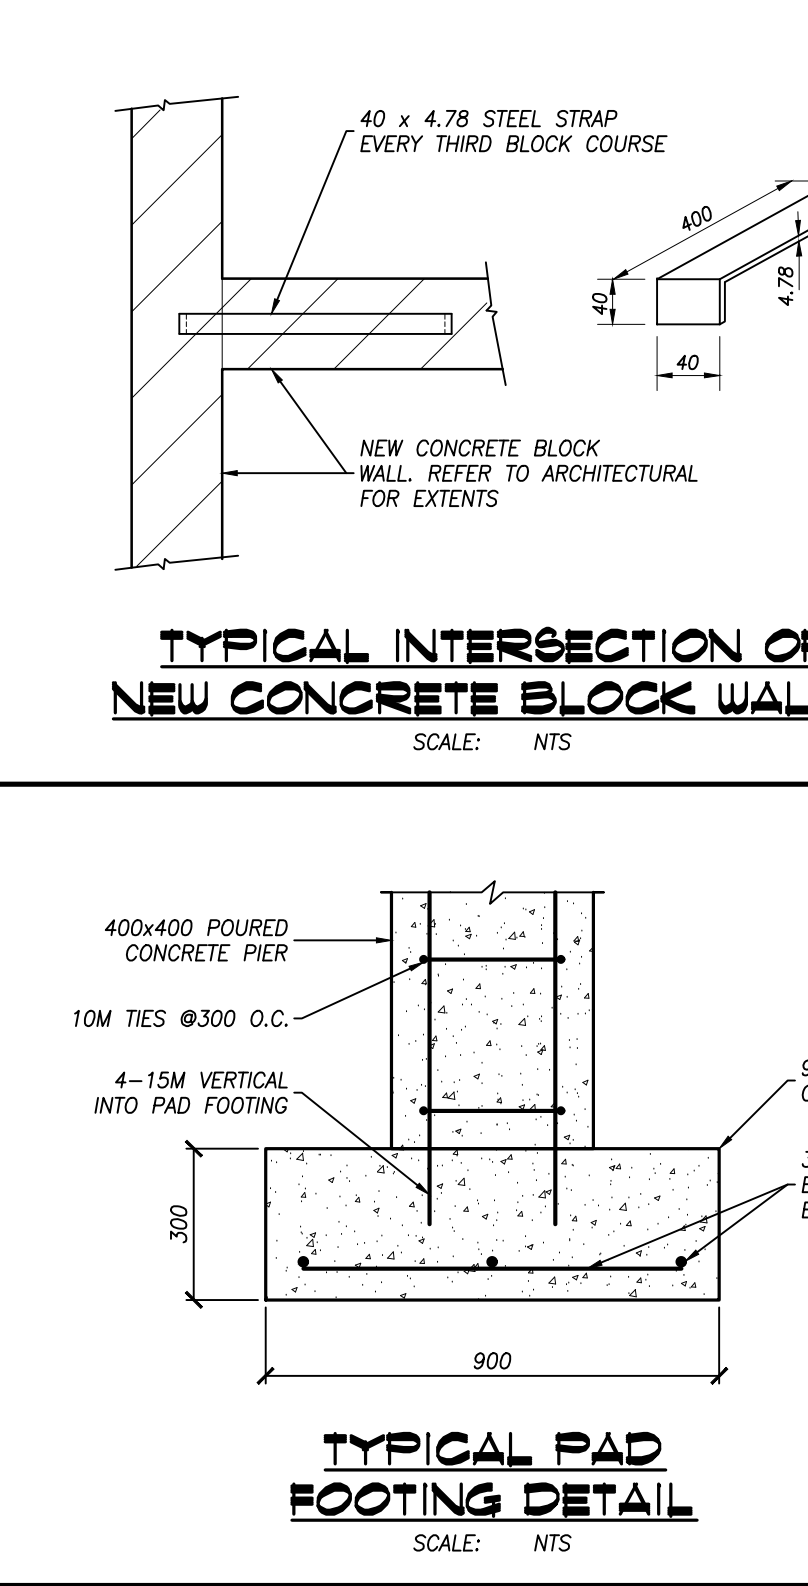 40 x 4.78 STEEL STRAP
EVERY THIRD BLOCK COURSE
400
40
4.78
40
NEW CONCRETE BLOCK
WALL. REFER TO ARCHITECTURAL
FOR EXTENTS
TYPICAL INTERSECTION
NEW CONCRETE BLOCK
SCALE: NTS
400x400 POURED
CONCRETE PIER
10M TIES @300 O.C.
4-15M VERTICAL
INTO PAD FOOTING
300
900
TYPICAL PAD
FOOTING DETAIL
SCALE: NTS